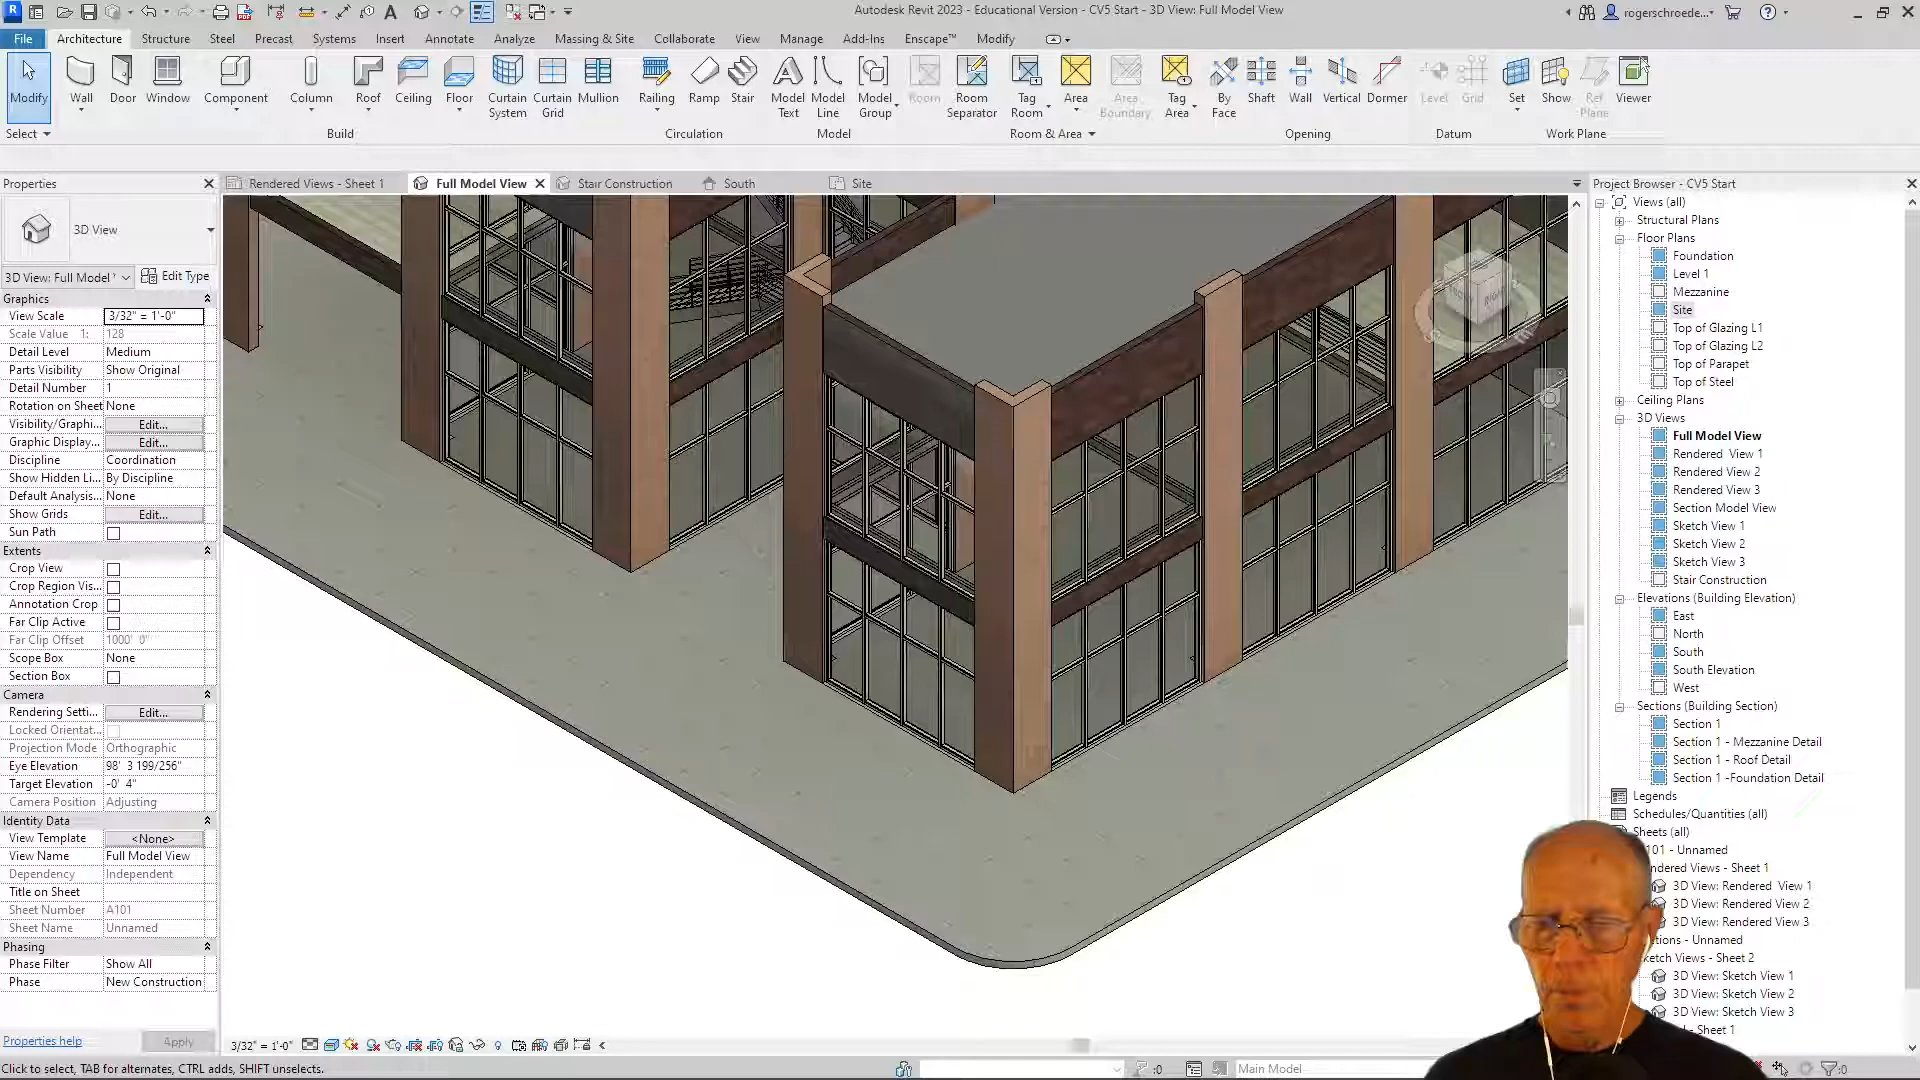 Autodesk Revit 2023 - Educational Version - CV5 Start - 3D View: Full Model View
rogerschroede...
File Architecture Structure Steel Precast Systems Insert Annotate Analyze Massing & Site Collaborate View Manage Add-Ins Enscape™ Modify
Modify Wall Door Window Component Column Roof Ceiling Floor Curtain System Curtain Grid Mullion Railing Ramp Stair Model Text Model Line Model Group Room Room Separator Tag Room Area Area Boundary Tag Area By Face Shaft Wall Vertical Dormer Level Grid Set Show Ref Plane Viewer
Select Build Circulation Model Room & Area Opening Datum Work Plane
Properties
Rendered Views - Sheet 1 Full Model View Stair Construction South Site
Project Browser - CV5 Start
3D View
3D View: Full Model Edit Type
Graphics
View Scale 3/32" = 1'-0"
Scale Value 1: 128
Detail Level Medium
Parts Visibility Show Original
Detail Number 1
Rotation on Sheet None
Visibility/Graphi... Edit...
Graphic Display... Edit...
Discipline Coordination
Show Hidden Li... By Discipline
Default Analysis... None
Show Grids Edit...
Sun Path
Extents
Crop View
Crop Region Vis...
Annotation Crop
Far Clip Active
Far Clip Offset 1000' 0"
Scope Box None
Section Box
Camera
Rendering Setti... Edit...
Locked Orientat...
Projection Mode Orthographic
Eye Elevation 98' 3 199/256"
Target Elevation -0' 4"
Camera Position Adjusting
Identity Data
View Template <None>
View Name Full Model View
Dependency Independent
Title on Sheet
Sheet Number A101
Sheet Name Unnamed
Phasing
Phase Filter Show All
Phase New Construction
Properties help Apply
Views (all)
Structural Plans
Floor Plans
Foundation
Level 1
Mezzanine
Site
Top of Glazing L1
Top of Glazing L2
Top of Parapet
Top of Steel
Ceiling Plans
3D Views
Full Model View
Rendered View 1
Rendered View 2
Rendered View 3
Section Model View
Sketch View 1
Sketch View 2
Sketch View 3
Stair Construction
Elevations (Building Elevation)
East
North
South
South Elevation
West
Sections (Building Section)
Section 1
Section 1 - Mezzanine Detail
Section 1 - Roof Detail
Section 1 -Foundation Detail
Legends
Schedules/Quantities (all)
Sheets (all)
101 - Unnamed
ndered Views - Sheet 1
3D View: Rendered View 1
3D View: Rendered View 2
3D View: Rendered View 3
tions - Unnamed
ketch Views - Sheet 2
3D View: Sketch View 1
3D View: Sketch View 2
3D View: Sketch View 3
- Sheet 1
3/32" = 1'-0"
Click to select, TAB for alternates, CTRL adds, SHIFT unselects.
:0
Main Model
:0